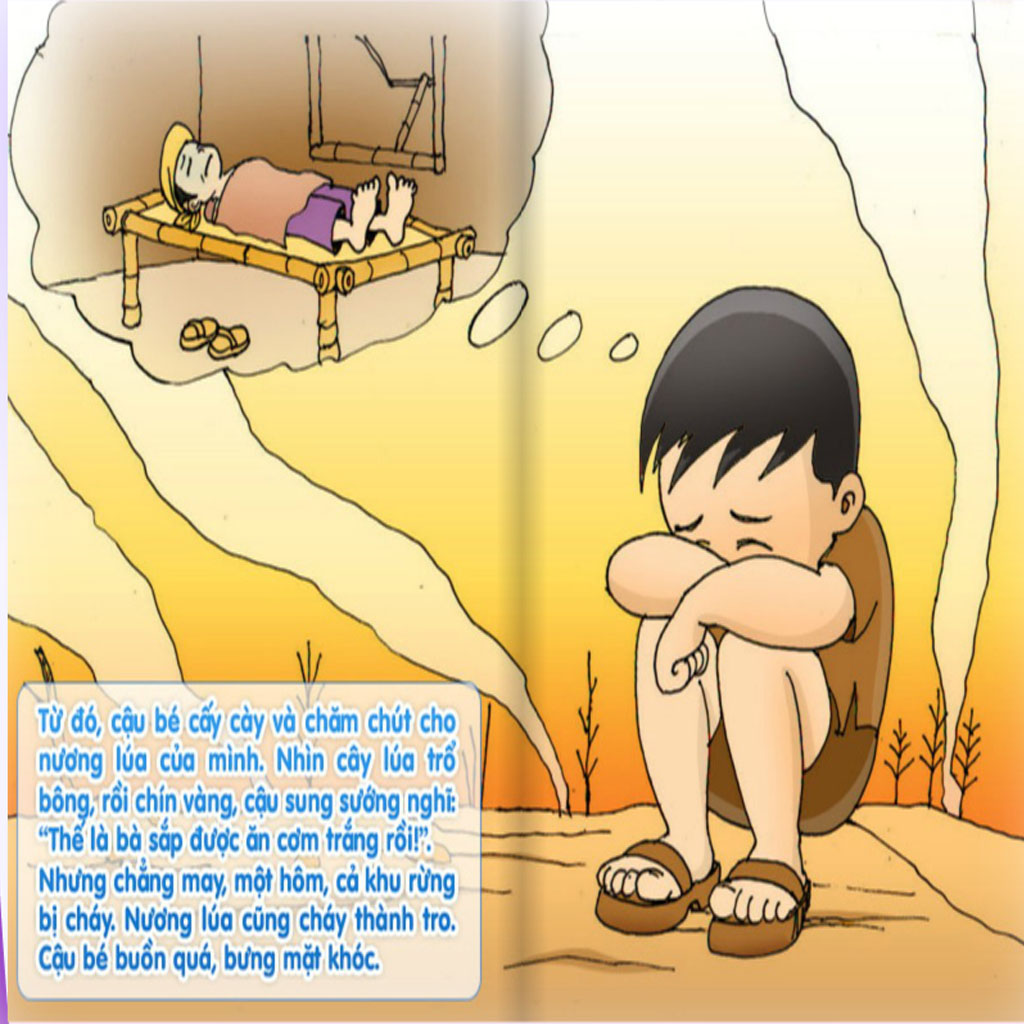 Từ đó, cậu bé cấy cày và chăm chút cho
nương lúa của mình. Nhìn cây lúa trổ
bông, rồi chín vàng, cậu sung sướng nghĩ:
“Thế là bà sắp được ăn cơm trắng rồi!”.
Nhưng chẳng may, một hôm, cả khu rừng
bị cháy. Nương lúa cũng cháy thành tro.
Cậu bé buồn quá, bưng mặt khóc.